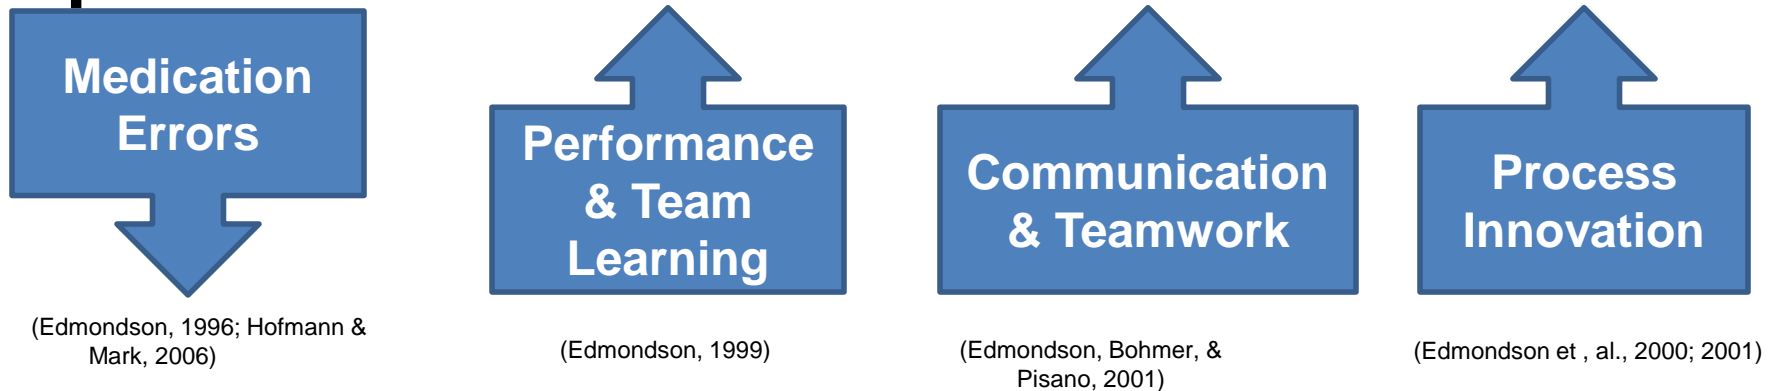 Medication
Errors
Performance
& Team
Learning
Communication
& Teamwork
Process
Innovation
(Edmondson, 1996; Hofmann &
Mark, 2006)
(Edmondson, 1999)
(Edmondson, Bohmer, &
Pisano, 2001)
(Edmondson et , al., 2000; 2001)